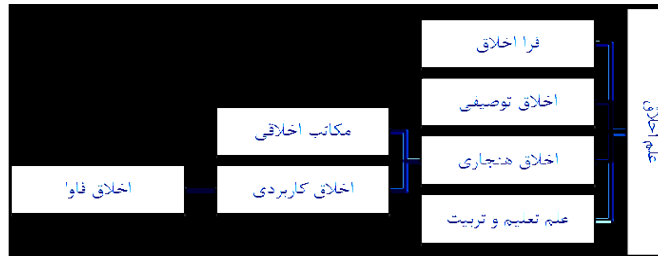 علم اخلاق
فرا اخلاق
اخلاق توصیفی
اخلاق هنجاری
علم تعلیم و تربیت
مکاتب اخلاقی
اخلاق کاربردی
اخلاق فاوا